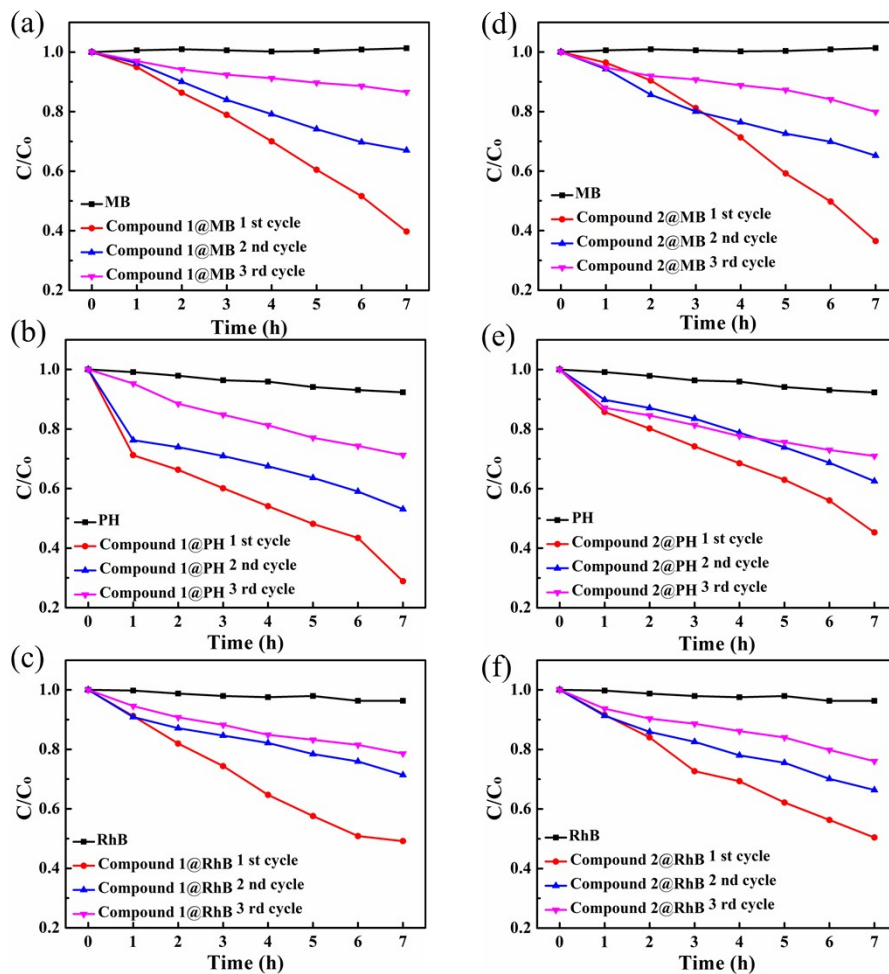 (a)
1.0
0.8
0.6
0.4
0.2
C/Co
MB
Compound 1@MB 1 st cycle
Compound 1@MB 2 nd cycle
Compound 1@MB 3 rd cycle
0 1 2 3 4 5 6 7
Time (h)
(d)
1.0
0.8
0.6
0.4
0.2
C/Co
MB
Compound 2@MB 1 st cycle
Compound 2@MB 2 nd cycle
Compound 2@MB 3 rd cycle
0 1 2 3 4 5 6 7
Time (h)
(b)
1.0
0.8
0.6
0.4
0.2
C/Co
PH
Compound 1@PH 1 st cycle
Compound 1@PH 2 nd cycle
Compound 1@PH 3 rd cycle
0 1 2 3 4 5 6 7
Time (h)
(e)
1.0
0.8
0.6
0.4
0.2
C/Co
PH
Compound 2@PH 1 st cycle
Compound 2@PH 2 nd cycle
Compound 2@PH 3 rd cycle
0 1 2 3 4 5 6 7
Time (h)
(c)
1.0
0.8
0.6
0.4
0.2
C/Co
RhB
Compound 1@RhB 1 st cycle
Compound 1@RhB 2 nd cycle
Compound 1@RhB 3 rd cycle
0 1 2 3 4 5 6 7
Time (h)
(f)
1.0
0.8
0.6
0.4
0.2
C/Co
RhB
Compound 2@RhB 1 st cycle
Compound 2@RhB 2 nd cycle
Compound 2@RhB 3 rd cycle
0 1 2 3 4 5 6 7
Time (h)